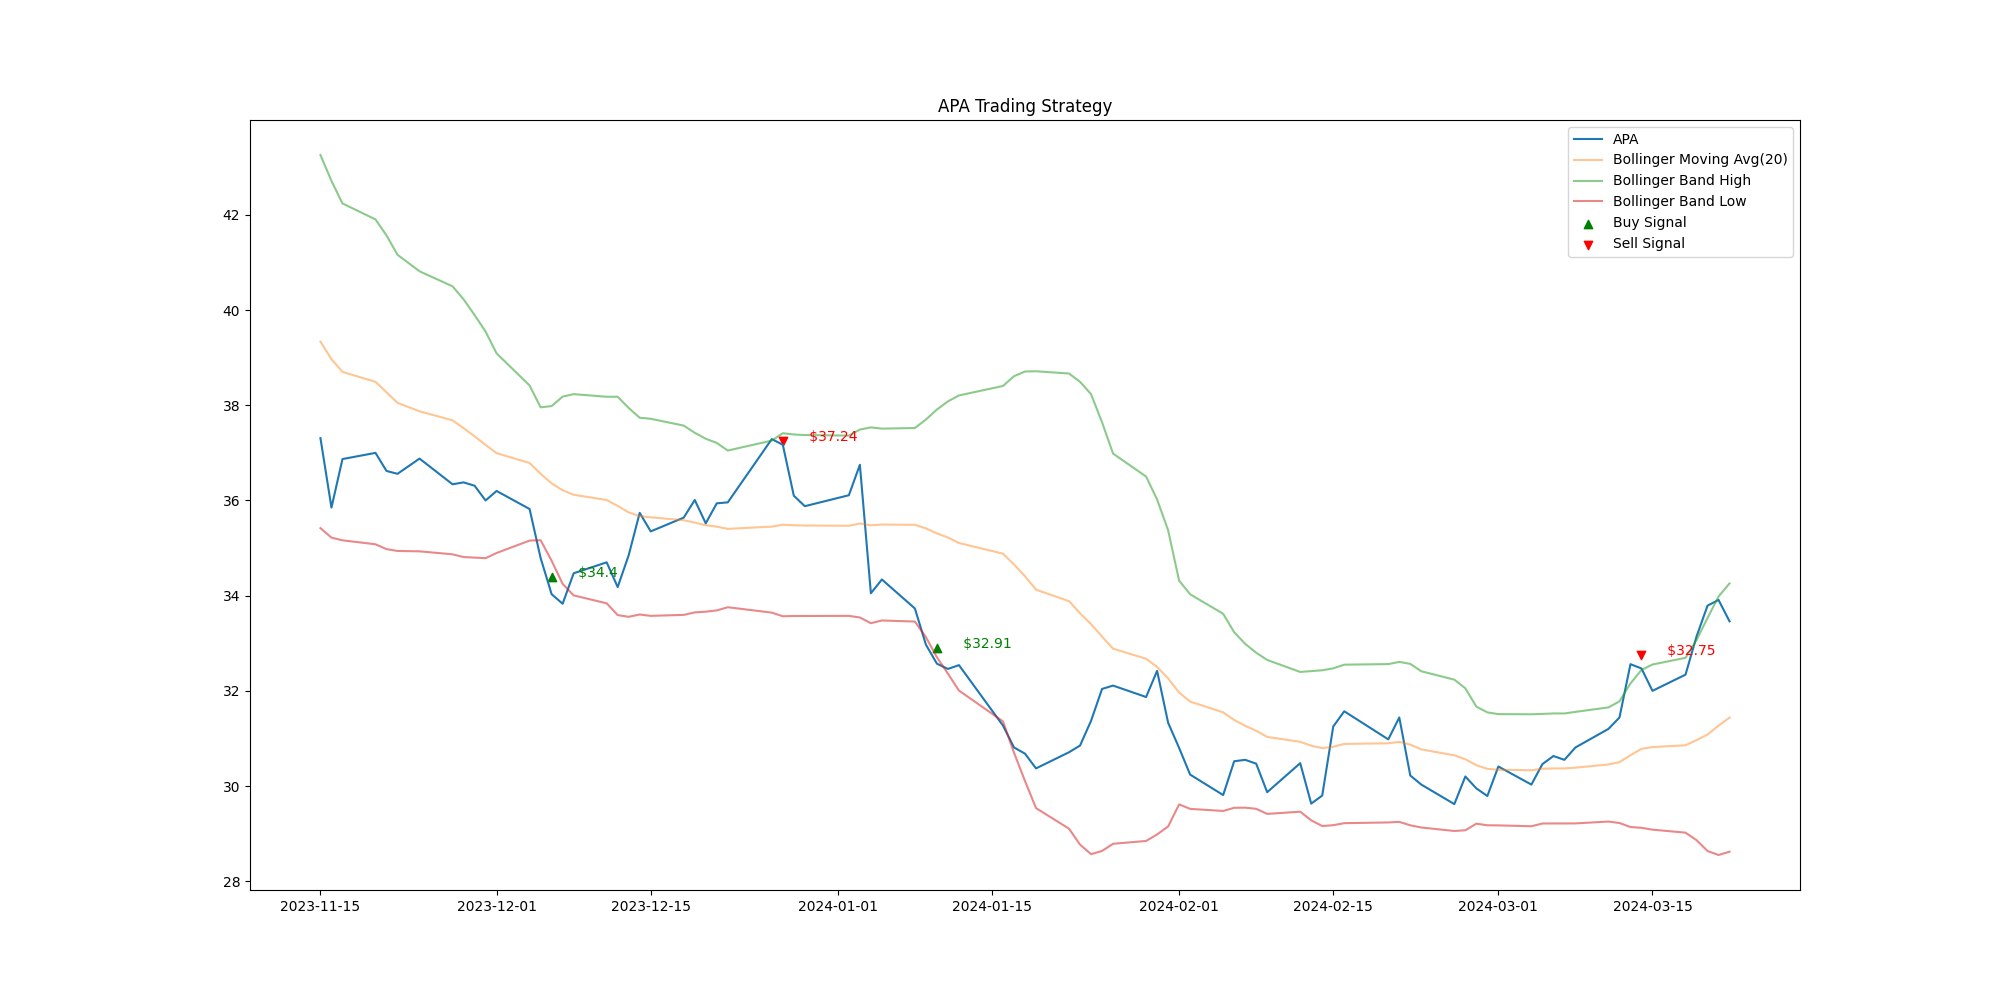 APA Trading Strategy
APA
Bollinger Moving Avg(20)
Bollinger Band High
Bollinger Band Low
Buy Signal
Sell Signal
42
40
38
36
34
32
30
28
$37.24
$34.4
$32.91
$32.75
2023-11-15 2023-12-01 2023-12-15 2024-01-01 2024-01-15 2024-02-01 2024-02-15 2024-03-01 2024-03-15